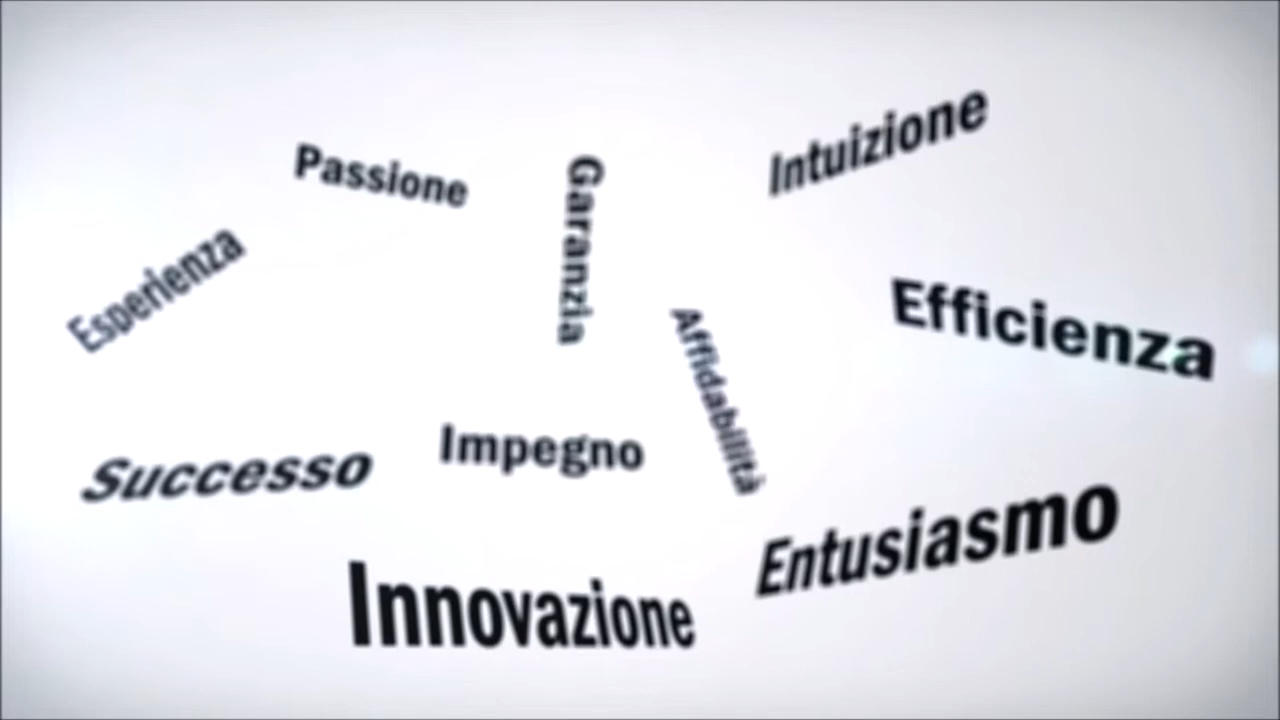 Intuizione
Passione
Garanzia
Esperienza
Efficienza
Affidabilità
Impegno
Successo
Entusiasmo
Innovazione